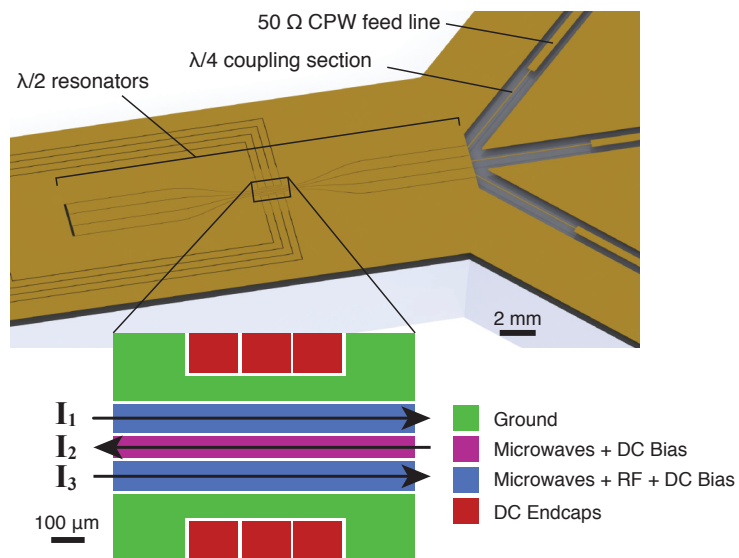 50 Ω CPW feed line
λ/4 coupling section
λ/2 resonators
2 mm
I₁
I₂
I₃
100 μm
Ground
Microwaves + DC Bias
Microwaves + RF + DC Bias
DC Endcaps